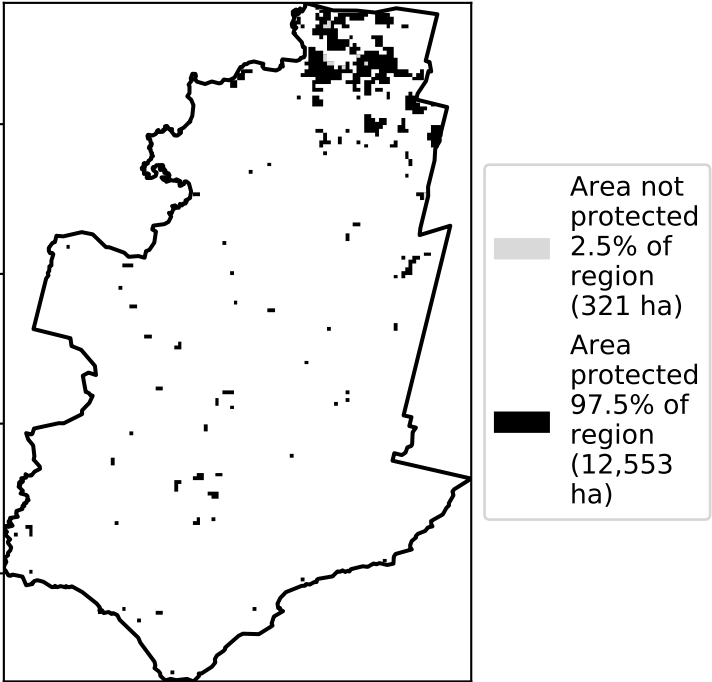 Area not
protected
2.5% of
region
(321 ha)
Area
protected
97.5% of
region
(12,553
ha)